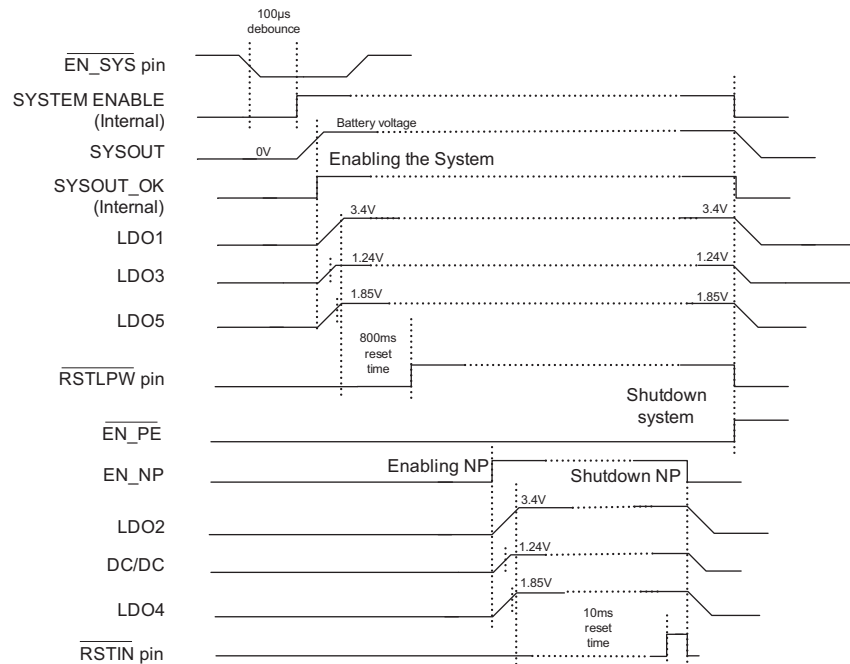 100µs
debounce
EN_SYS pin
SYSTEM ENABLE
(Internal)
Battery voltage
SYSOUT
0V
Enabling the System
SYSOUT_OK
(Internal)
3.4V
3.4V
LDO1
1.24V
1.24V
LDO3
1.85V
1.85V
LDO5
800ms
reset
time
RSTLPW pin
Shutdown
system
EN_PE
Enabling NP
Shutdown NP
EN_NP
3.4V
LDO2
1.24V
DC/DC
1.85V
LDO4
10ms
reset
time
RSTIN pin